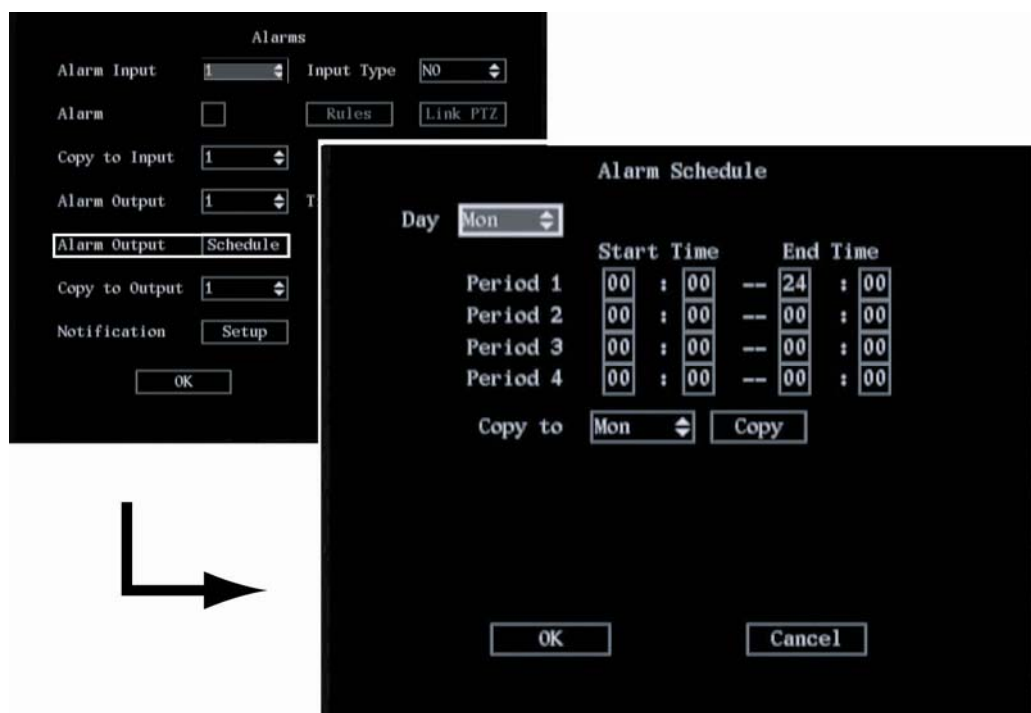 Alarms
Alarm Input 1 Input Type NO
Alarm Rules Link PTZ
Copy to Input 1
Alarm Output 1 T
Alarm Output Schedule
Copy to Output 1
Notification Setup
OK
Alarm Schedule
Day Mon
Start Time End Time
Period 1 00 : 00 -- 24 : 00
Period 2 00 : 00 -- 00 : 00
Period 3 00 : 00 -- 00 : 00
Period 4 00 : 00 -- 00 : 00
Copy to Mon Copy
OK Cancel